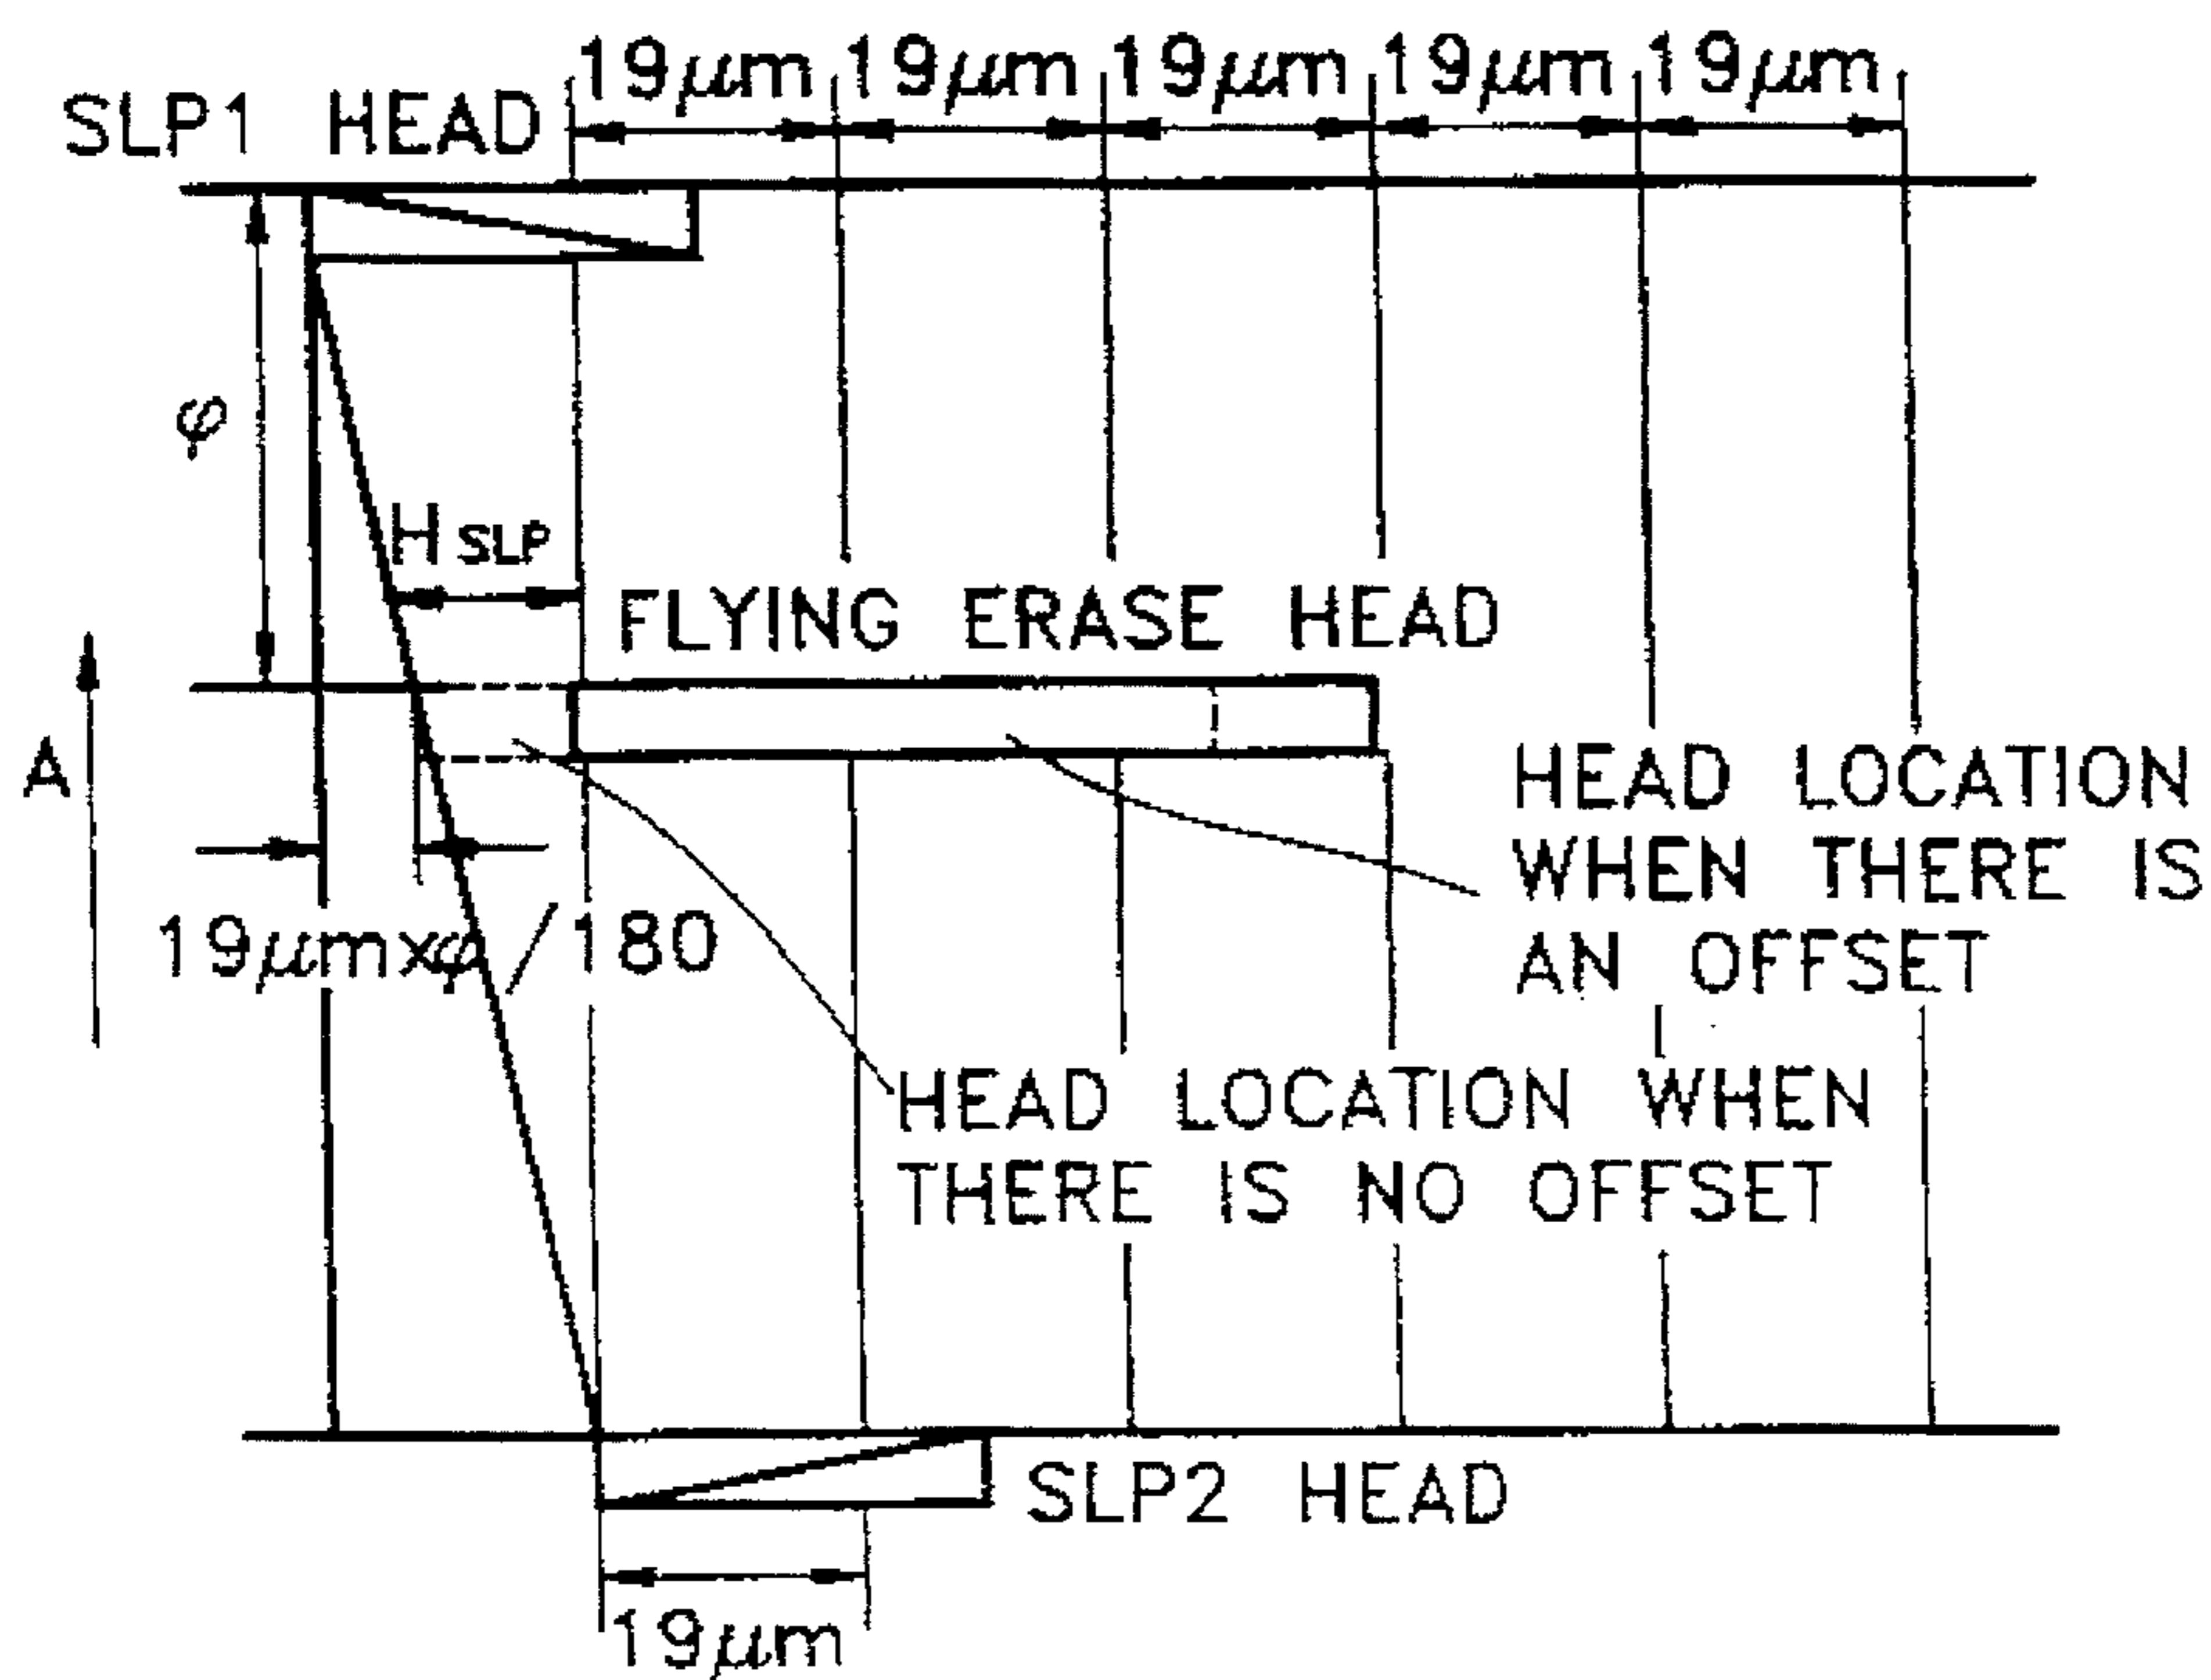 19μm 19μm 19μm 19μm 19μm
SLP1 HEAD
φ
HSLP
FLYING ERASE HEAD
A
HEAD LOCATION
WHEN THERE IS
AN OFFSET
19μm×φ/180
HEAD LOCATION WHEN
THERE IS NO OFFSET
SLP2 HEAD
19μm